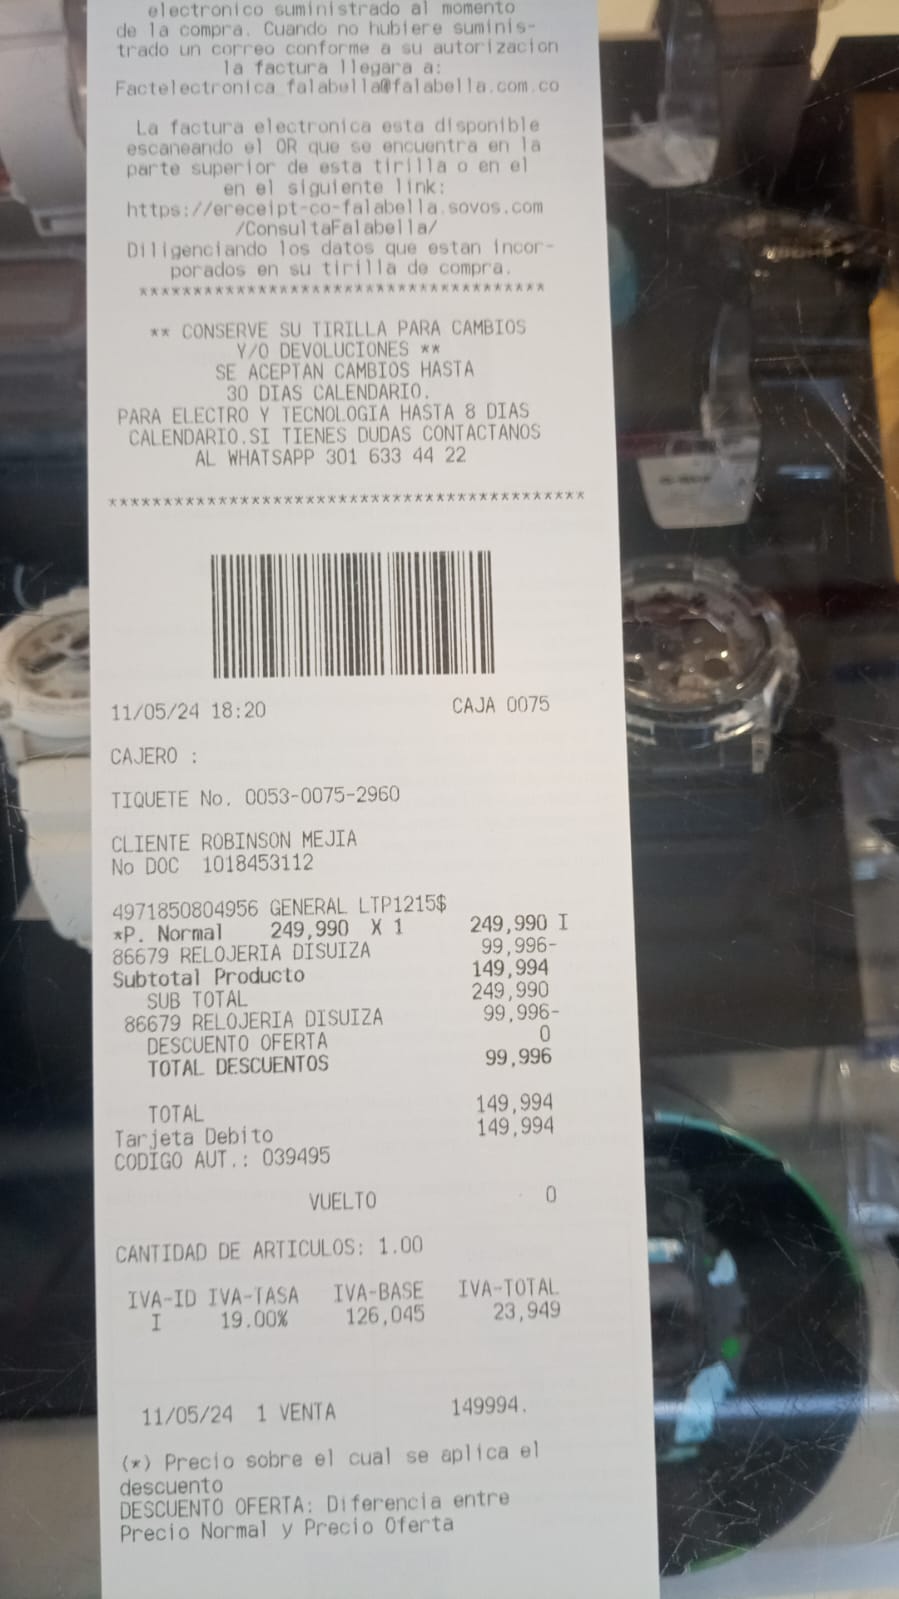 electronico suministrado al momento
de la compra. Cuando no hubiere suminis-
trado un correo conforme a su autorizacion
la factura llegara a:
Factelectronica_falabella@falabella.com.co
La factura electronica esta disponible
escaneando el QR que se encuentra en la
parte superior de esta tirilla o en el
en el siguiente link:
https://ereceipt-co-falabella.sovos.com
/ConsultaFalabella/
Diligenciando los datos que estan incor-
porados en su tirilla de compra.
*************************************
** CONSERVE SU TIRILLA PARA CAMBIOS
Y/O DEVOLUCIONES **
SE ACEPTAN CAMBIOS HASTA
30 DIAS CALENDARIO.
PARA ELECTRO Y TECNOLOGIA HASTA 8 DIAS
CALENDARIO.SI TIENES DUDAS CONTACTANOS
AL WHATSAPP 301 633 44 22
********************************************
11/05/24 18:20 CAJA 0075
CAJERO :
TIQUETE No. 0053-0075-2960
CLIENTE ROBINSON MEJIA
No DOC 1018453112
4971850804956 GENERAL LTP1215$
*P. Normal 249,990 X 1 249,990 I
86679 RELOJERIA DISUIZA 99,996-
Subtotal Producto 149,994
SUB TOTAL 249,990
86679 RELOJERIA DISUIZA 99,996-
DESCUENTO OFERTA 0
TOTAL DESCUENTOS 99,996
TOTAL 149,994
Tarjeta Debito 149,994
CODIGO AUT.: 039495
VUELTO 0
CANTIDAD DE ARTICULOS: 1.00
IVA-ID IVA-TASA IVA-BASE IVA-TOTAL
I 19.00% 126,045 23,949
11/05/24 1 VENTA 149994.
(*) Precio sobre el cual se aplica el
descuento
DESCUENTO OFERTA: Diferencia entre
Precio Normal y Precio Oferta